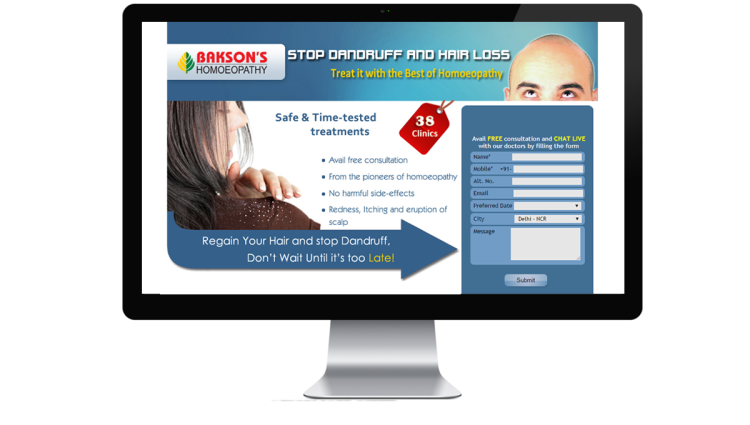 BAKSON'S
HOMOEOPATHY
STOP DANDRUFF AND HAIR LOSS
Treat it with the Best of Homoeopathy
Safe & Time-tested
treatments
38
Clinics
• Avail free consultation
• From the pioneers of homoeopathy
• No harmful side-effects
• Redness, Itching and eruption of
scalp
Regain Your Hair and stop Dandruff,
Don't Wait Until it's too Late!
Avail FREE consultation and CHAT LIVE
with our doctors by filling the form
Name*
Mobile* +91-
Alt. No.
Email
Preferred Date
City Delhi - NCR
Message
Submit